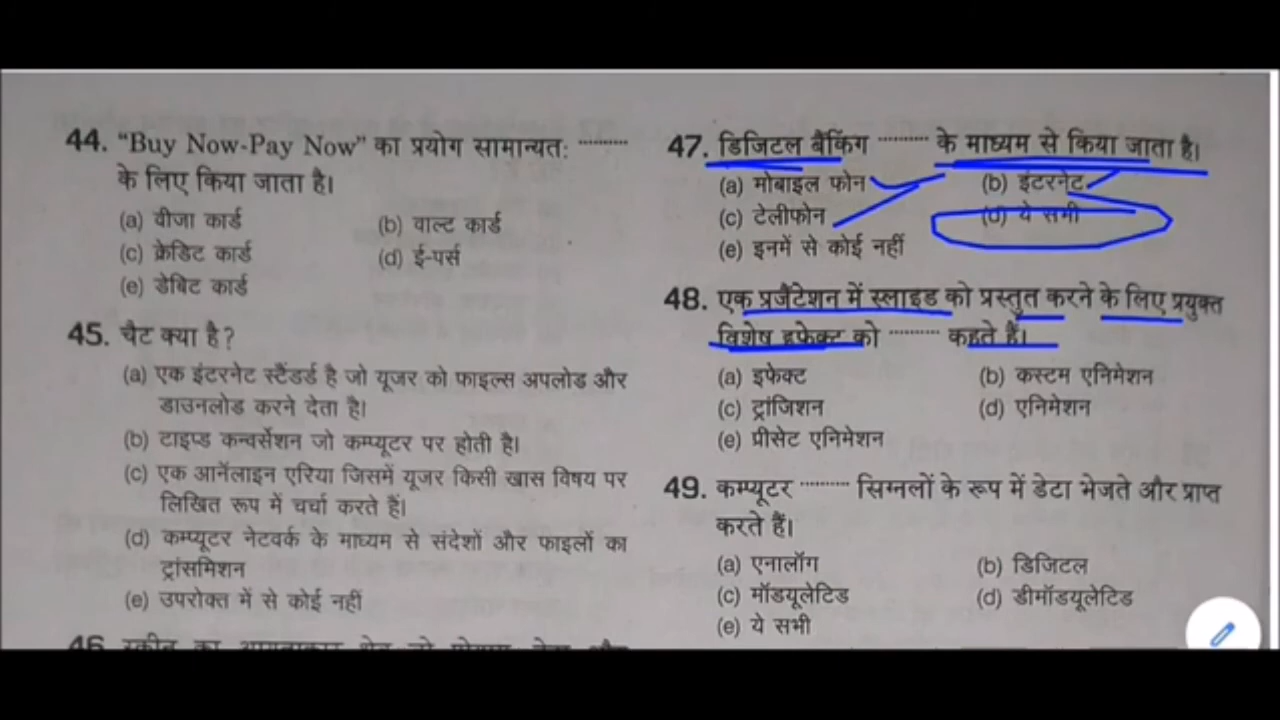 44. “Buy Now-Pay Now” का प्रयोग सामान्यतः ..........
के लिए किया जाता है।
(a) वीजा कार्ड (b) वाल्ट कार्ड
(c) क्रेडिट कार्ड (d) ई-पर्स
(e) डेबिट कार्ड
45. चैट क्या है?
(a) एक इंटरनेट स्टैंडर्ड है जो यूजर को फाइल्स अपलोड और
डाउनलोड करने देता है।
(b) टाइप्ड कन्वर्सेशन जो कम्प्यूटर पर होती है।
(c) एक आनॅलाइन एरिया जिसमें यूजर किसी खास विषय पर
लिखित रूप में चर्चा करते हैं।
(d) कम्प्यूटर नेटवर्क के माध्यम से संदेशों और फाइलों का
ट्रांसमिशन
(e) उपरोक्त में से कोई नहीं
46.
47. डिजिटल बैंकिंग .......... के माध्यम से किया जाता है।
(a) मोबाइल फोन (b) इंटरनेट
(c) टेलीफोन (d) ये सभी
(e) इनमें से कोई नहीं
48. एक प्रजेंटेशन में स्लाइड को प्रस्तुत करने के लिए प्रयुक्त
विशेष इफेक्ट को .......... कहते हैं।
(a) इफेक्ट (b) कस्टम एनिमेशन
(c) ट्रांजिशन (d) एनिमेशन
(e) प्रीसेट एनिमेशन
49. कम्प्यूटर .......... सिग्नलों के रूप में डेटा भेजते और प्राप्त
करते हैं।
(a) एनालॉग (b) डिजिटल
(c) मॉडयूलेटिड (d) डीमॉडयूलेटिड
(e) ये सभी